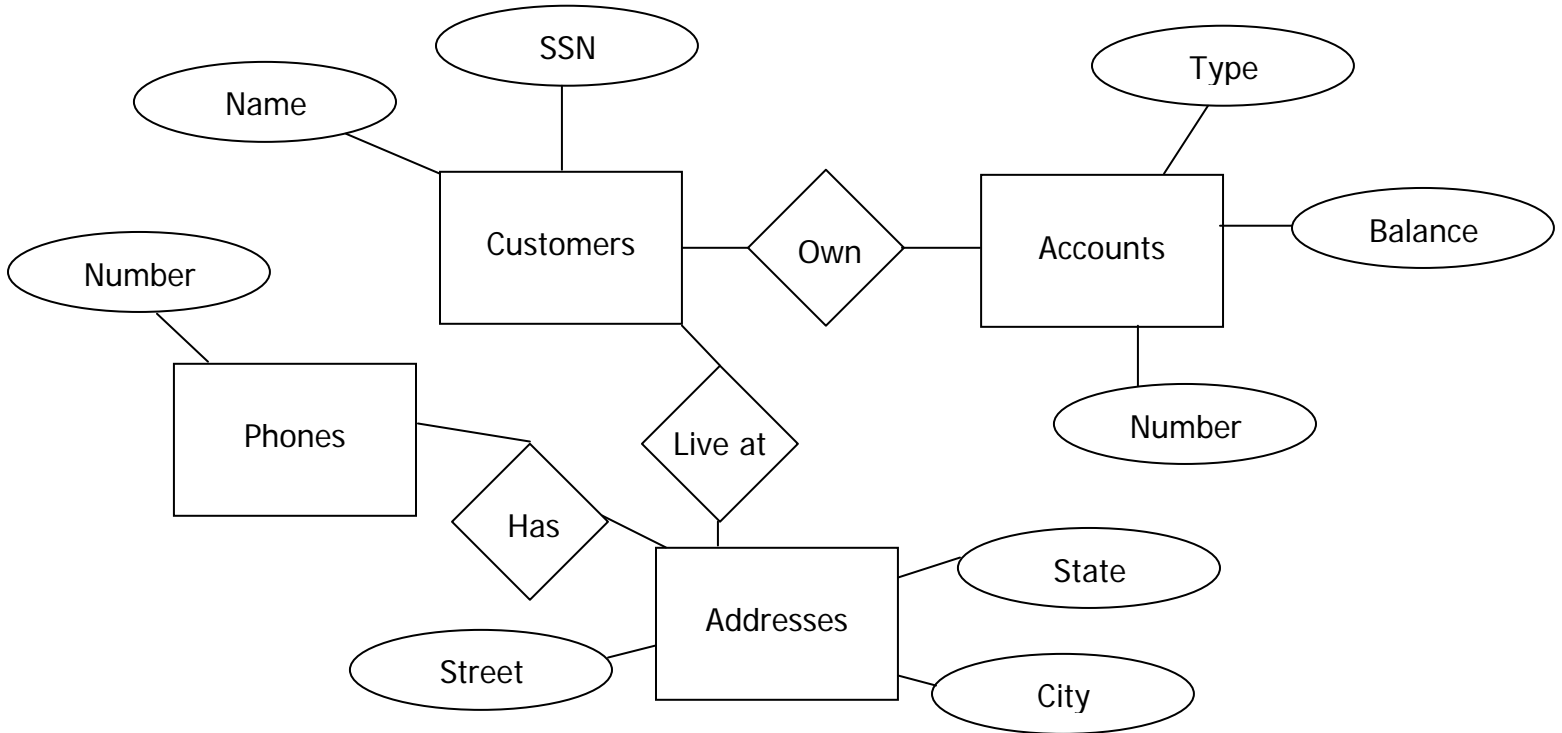 SSN
Type
Name
Balance
Customers
Own
Accounts
Number
Number
Phones
Live at
Has
State
Addresses
Street
City